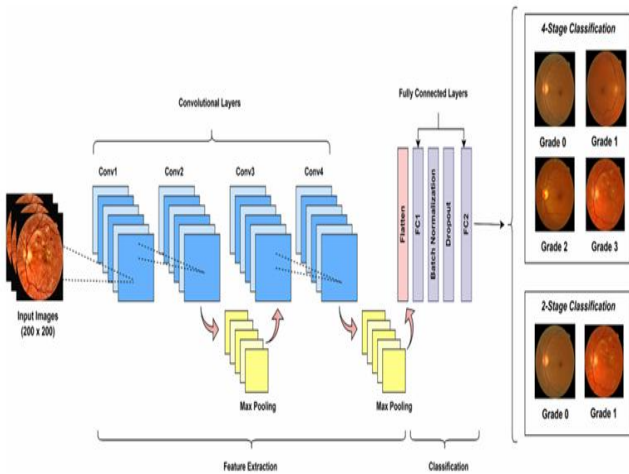 4-Stage Classification
Grade 0
Grade 1
Grade 2
Grade 3
Convolutional Layers
Fully Connected Layers
Conv1
Conv2
Conv3
Conv4
Flatten
FC1
Batch Normalization
Dropout
FC2
Input Images
(200 x 200)
Max Pooling
Max Pooling
2-Stage Classification
Grade 0
Grade 1
Feature Extraction
Classification